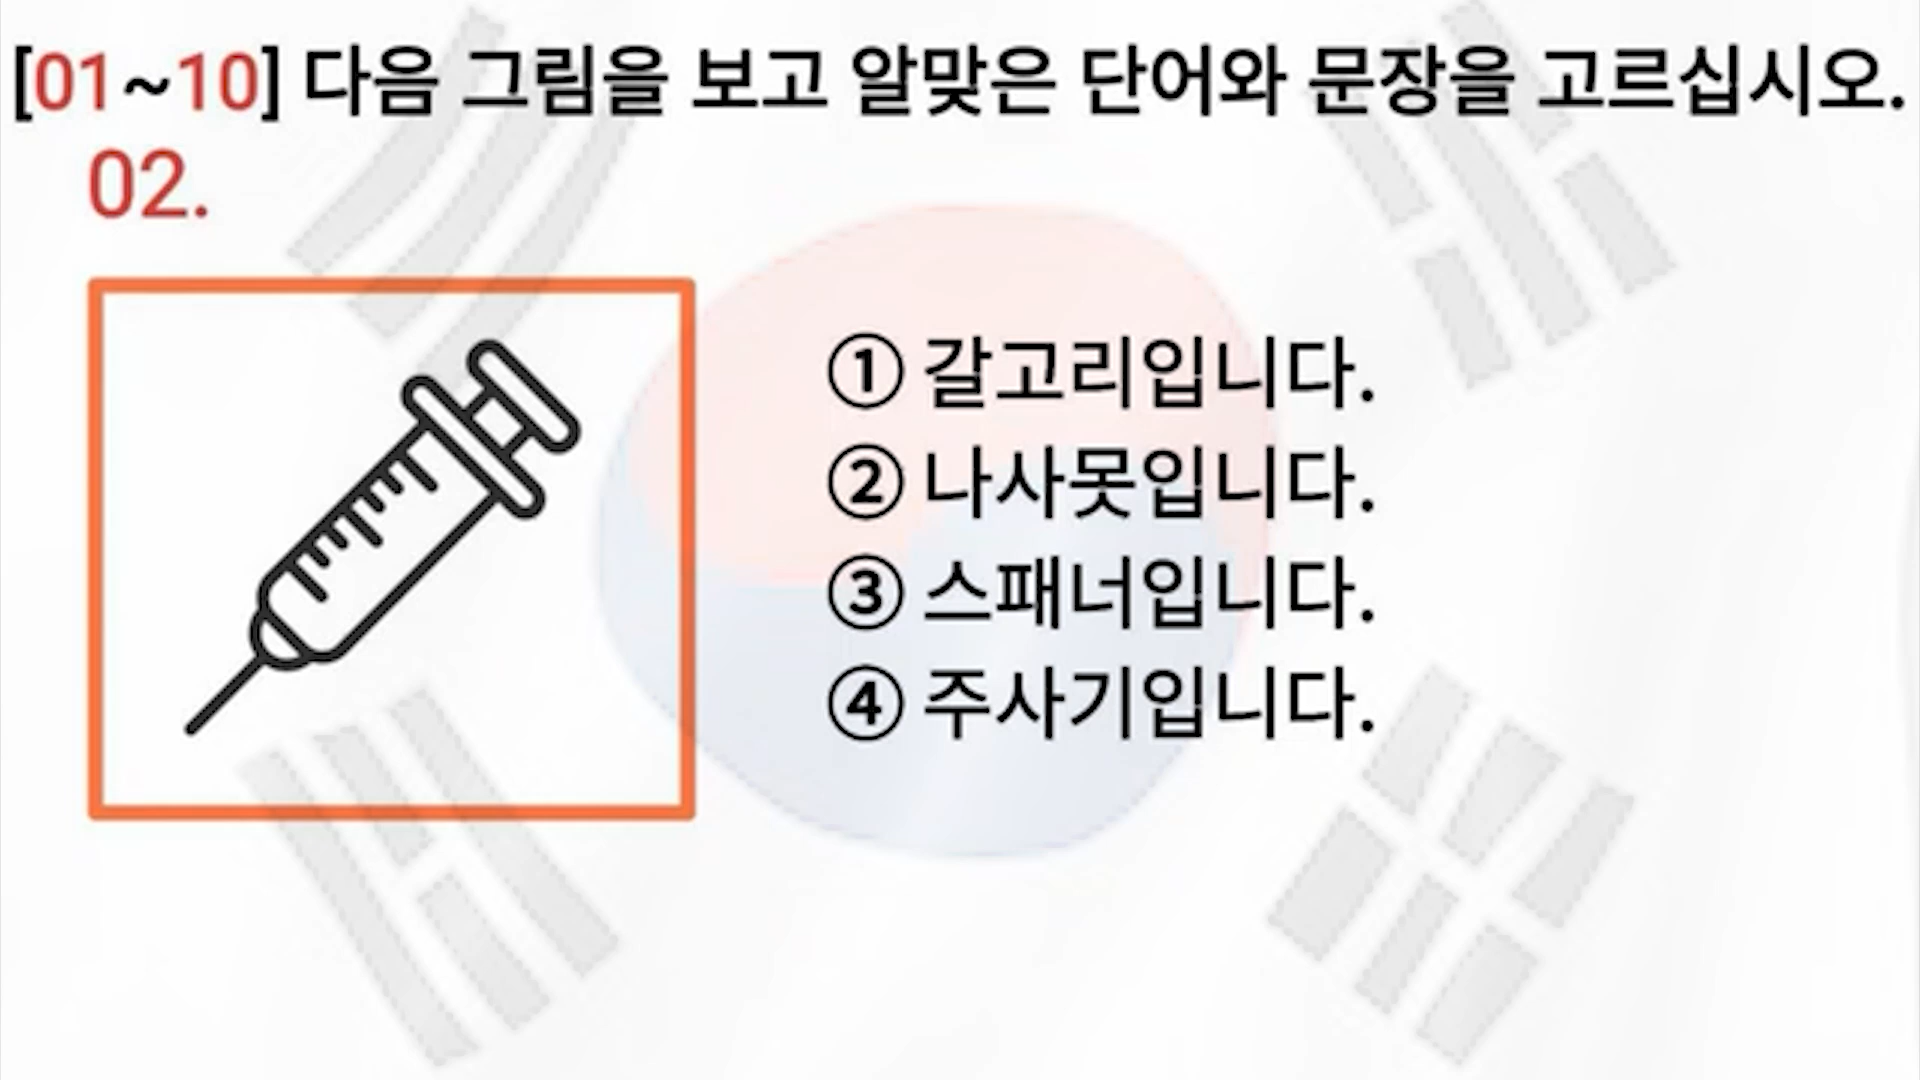 [01~10] 다음 그림을 보고 알맞은 단어와 문장을 고르십시오.
02.
① 갈고리입니다.
② 나사못입니다.
③ 스패너입니다.
④ 주사기입니다.